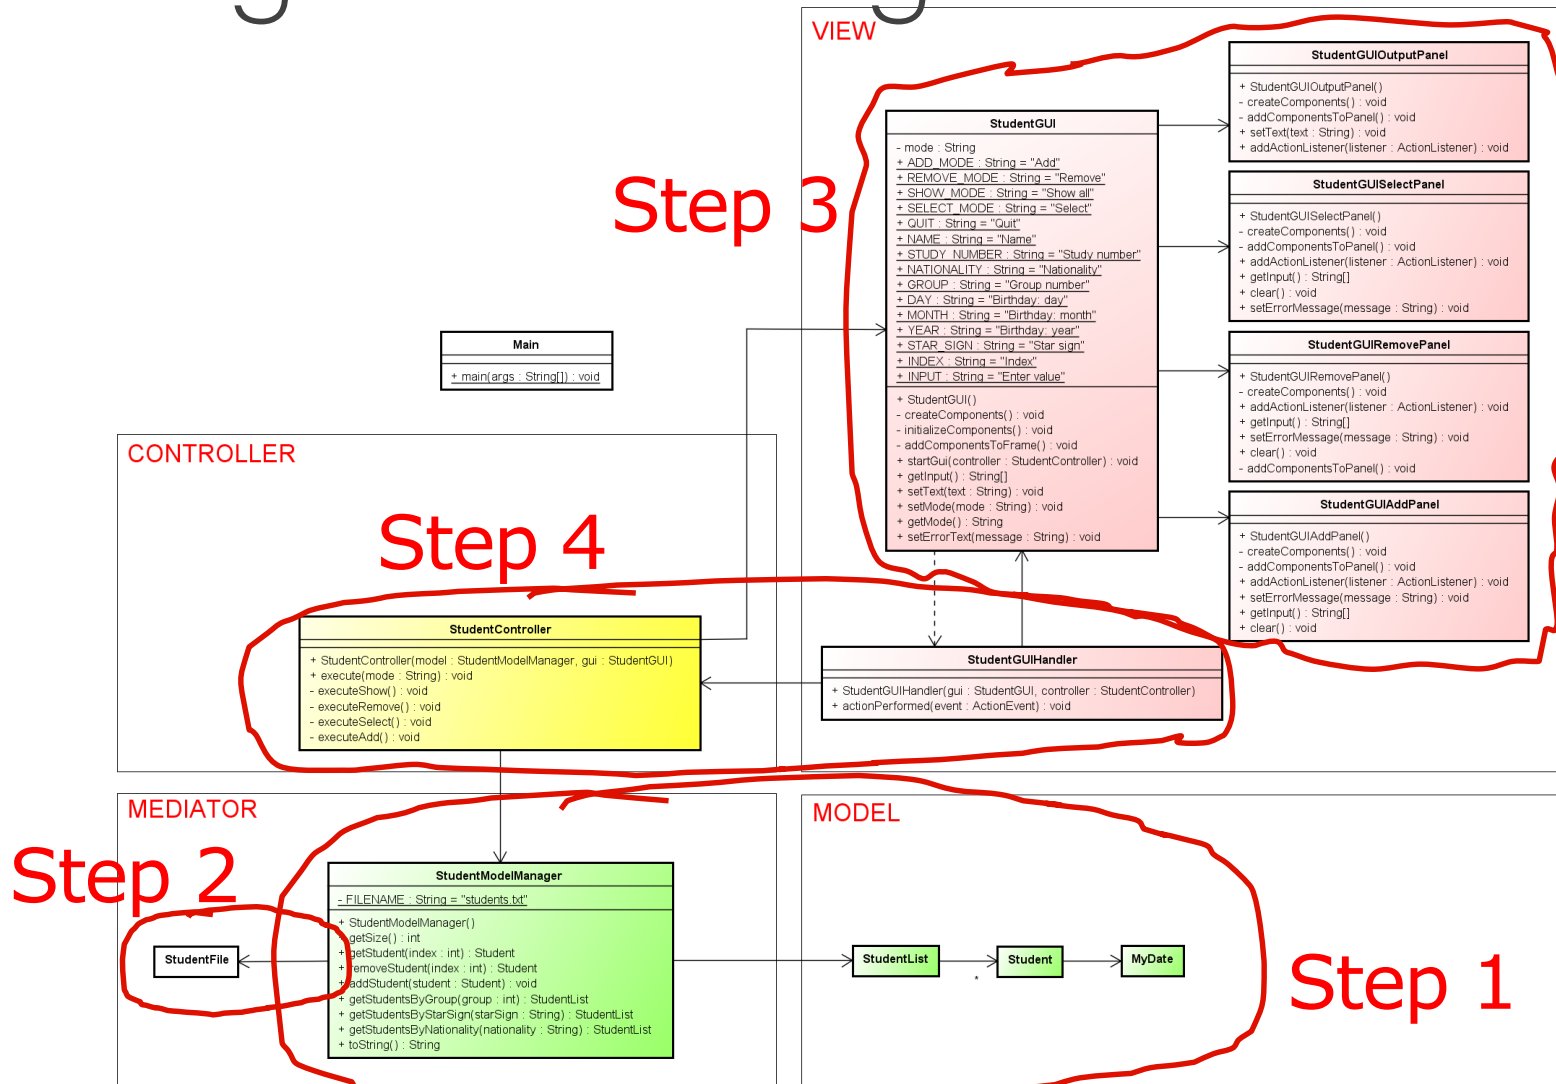 VIEW
StudentGUIOutputPanel
+ StudentGUIOutputPanel()
- createComponents() : void
- addComponentsToPanel() : void
+ setText(text : String) : void
+ addActionListener(listener : ActionListener) : void
StudentGUI
- mode : String
+ ADD_MODE : String = "Add"
+ REMOVE_MODE : String = "Remove"
+ SHOW_MODE : String = "Show all"
+ SELECT_MODE : String = "Select"
+ QUIT : String = "Quit"
+ NAME : String = "Name"
+ STUDY_NUMBER : String = "Study number"
+ NATIONALITY : String = "Nationality"
+ GROUP : String = "Group number"
+ DAY : String = "Birthday: day"
+ MONTH : String = "Birthday: month"
+ YEAR : String = "Birthday: year"
+ STAR_SIGN : String = "Star sign"
+ INDEX : String = "Index"
+ INPUT : String = "Enter value"
+ StudentGUI()
- createComponents() : void
- initializeComponents() : void
- addComponentsToFrame() : void
+ startGui(controller : StudentController) : void
+ getInput() : String[]
+ setText(text : String) : void
+ setMode(mode : String) : void
+ getMode() : String
+ setErrorText(message : String) : void
StudentGUISelectPanel
+ StudentGUISelectPanel()
- createComponents() : void
- addComponentsToPanel() : void
+ addActionListener(listener : ActionListener) : void
+ getInput() : String[]
+ clear() : void
+ setErrorMessage(message : String) : void
Step 3
StudentGUIRemovePanel
+ StudentGUIRemovePanel()
- createComponents() : void
+ addActionListener(listener : ActionListener) : void
+ getInput() : String[]
+ setErrorMessage(message : String) : void
+ clear() : void
- addComponentsToPanel() : void
Main
+ main(args : String[]) : void
StudentGUIAddPanel
+ StudentGUIAddPanel()
- createComponents() : void
- addComponentsToPanel() : void
+ addActionListener(listener : ActionListener) : void
+ setErrorMessage(message : String) : void
+ getInput() : String[]
+ clear() : void
CONTROLLER
Step 4
StudentController
+ StudentController(model : StudentModelManager, gui : StudentGUI)
+ execute(mode : String) : void
- executeShow() : void
- executeRemove() : void
- executeSelect() : void
- executeAdd() : void
StudentGUIHandler
+ StudentGUIHandler(gui : StudentGUI, controller : StudentController)
+ actionPerformed(event : ActionEvent) : void
MEDIATOR
MODEL
Step 2
StudentModelManager
- FILENAME : String = "students.txt"
+ StudentModelManager()
+ getSize() : int
+ getStudent(index : int) : Student
+ removeStudent(index : int) : Student
+ addStudent(student : Student) : void
+ getStudentsByGroup(group : int) : StudentList
+ getStudentsByStarSign(starSign : String) : StudentList
+ getStudentsByNationality(nationality : String) : StudentList
+ toString() : String
StudentFile
StudentList
*
Student
MyDate
Step 1